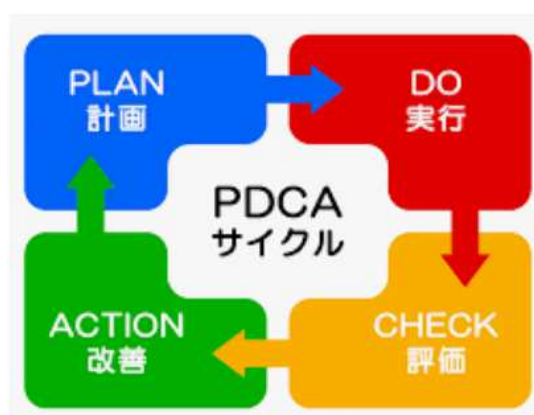 PLAN
計画
DO
実行
PDCA
サイクル
ACTION
改善
CHECK
評価